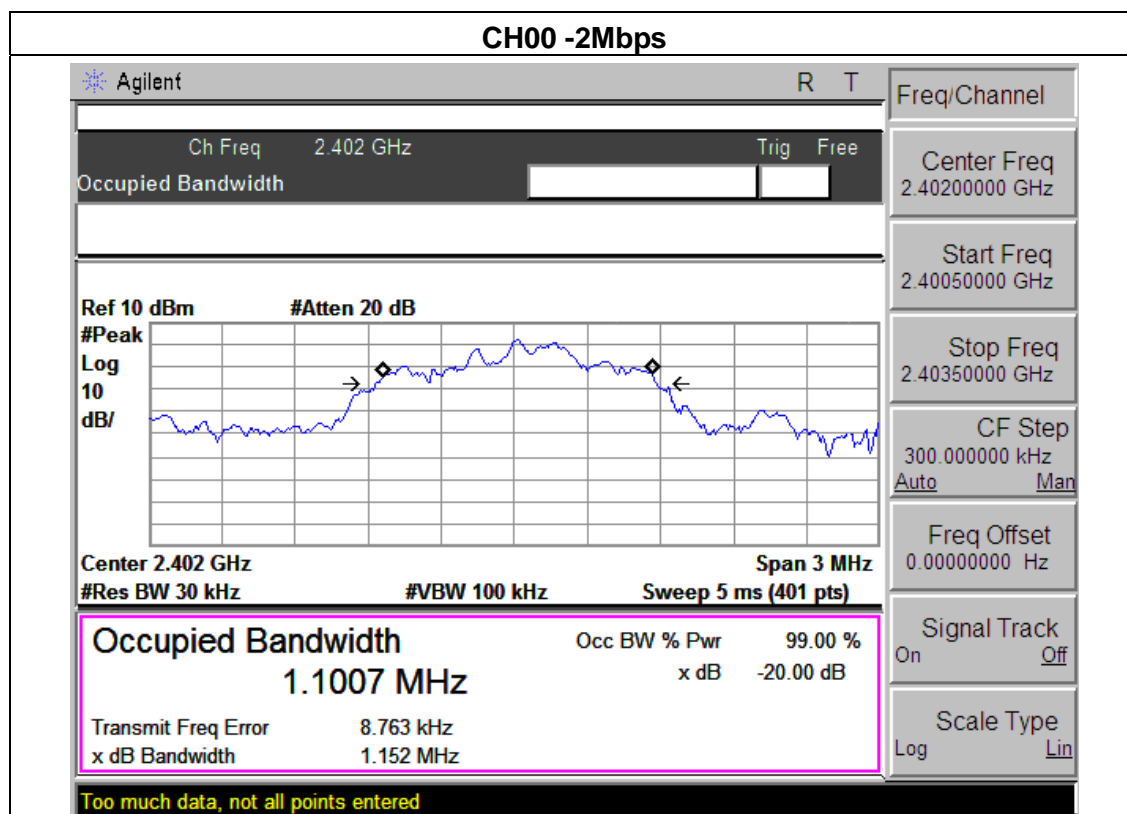 CH00 -2Mbps
Agilent R T
Freq/Channel
Ch Freq 2.402 GHz Trig Free
Occupied Bandwidth
Center Freq
2.40200000 GHz
Start Freq
2.40050000 GHz
Ref 10 dBm #Atten 20 dB
#Peak
Log
10
dB/
Stop Freq
2.40350000 GHz
CF Step
300.000000 kHz
Auto Man
Center 2.402 GHz Span 3 MHz
#Res BW 30 kHz #VBW 100 kHz Sweep 5 ms (401 pts)
Freq Offset
0.00000000 Hz
Occupied Bandwidth Occ BW % Pwr 99.00 %
1.1007 MHz x dB -20.00 dB
Transmit Freq Error 8.763 kHz
x dB Bandwidth 1.152 MHz
Signal Track
On Off
Scale Type
Log Lin
Too much data, not all points entered